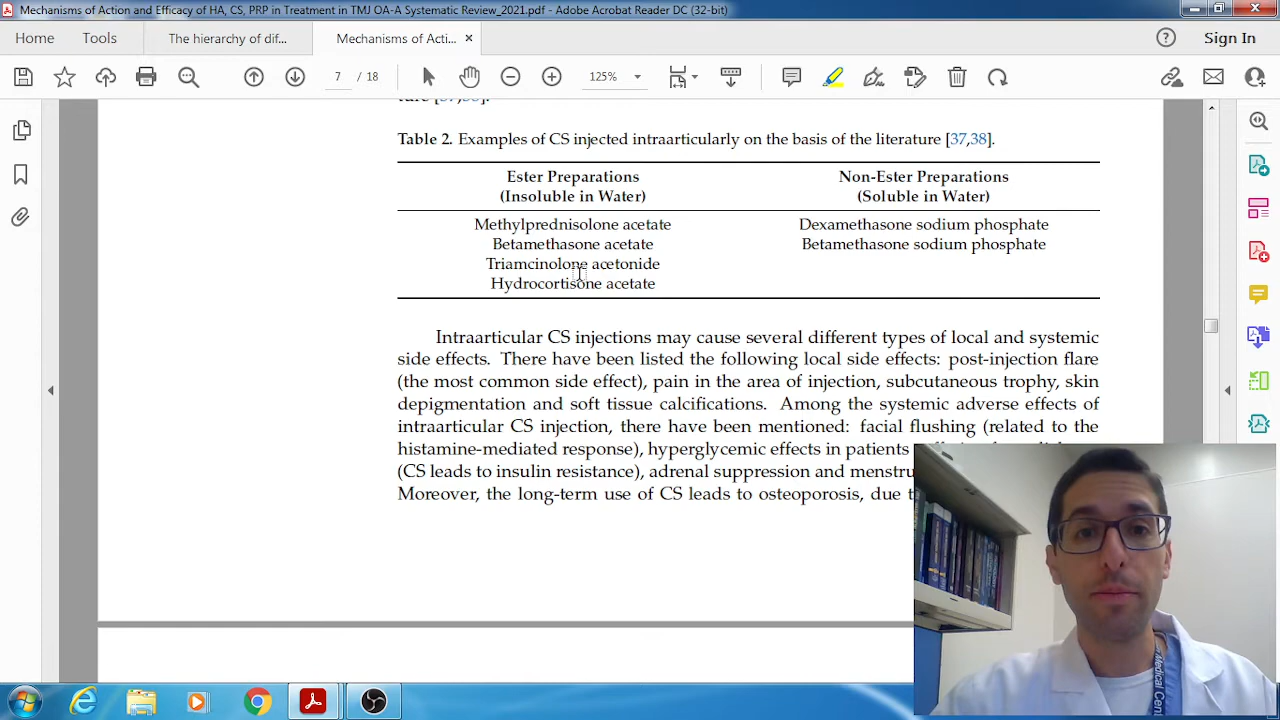 Mechanisms of Action and Efficacy of HA, CS, PRP in Treatment in TMJ OA-A Systematic Review_2021.pdf - Adobe Acrobat Reader DC (32-bit)
Home Tools The hierarchy of dif... Mechanisms of Acti... × Sign In
7 / 18 125%
Table 2. Examples of CS injected intraarticularly on the basis of the literature [37,38].
Ester Preparations Non-Ester Preparations
(Insoluble in Water) (Soluble in Water)
Methylprednisolone acetate Dexamethasone sodium phosphate
Betamethasone acetate Betamethasone sodium phosphate
Triamcinolone acetonide
Hydrocortisone acetate
Intraarticular CS injections may cause several different types of local and systemic
side effects. There have been listed the following local side effects: post-injection flare
(the most common side effect), pain in the area of injection, subcutaneous trophy, skin
depigmentation and soft tissue calcifications. Among the systemic adverse effects of
intraarticular CS injection, there have been mentioned: facial flushing (related to the
histamine-mediated response), hyperglycemic effects in patients
(CS leads to insulin resistance), adrenal suppression and menstru
Moreover, the long-term use of CS leads to osteoporosis, due t
Medical Cent